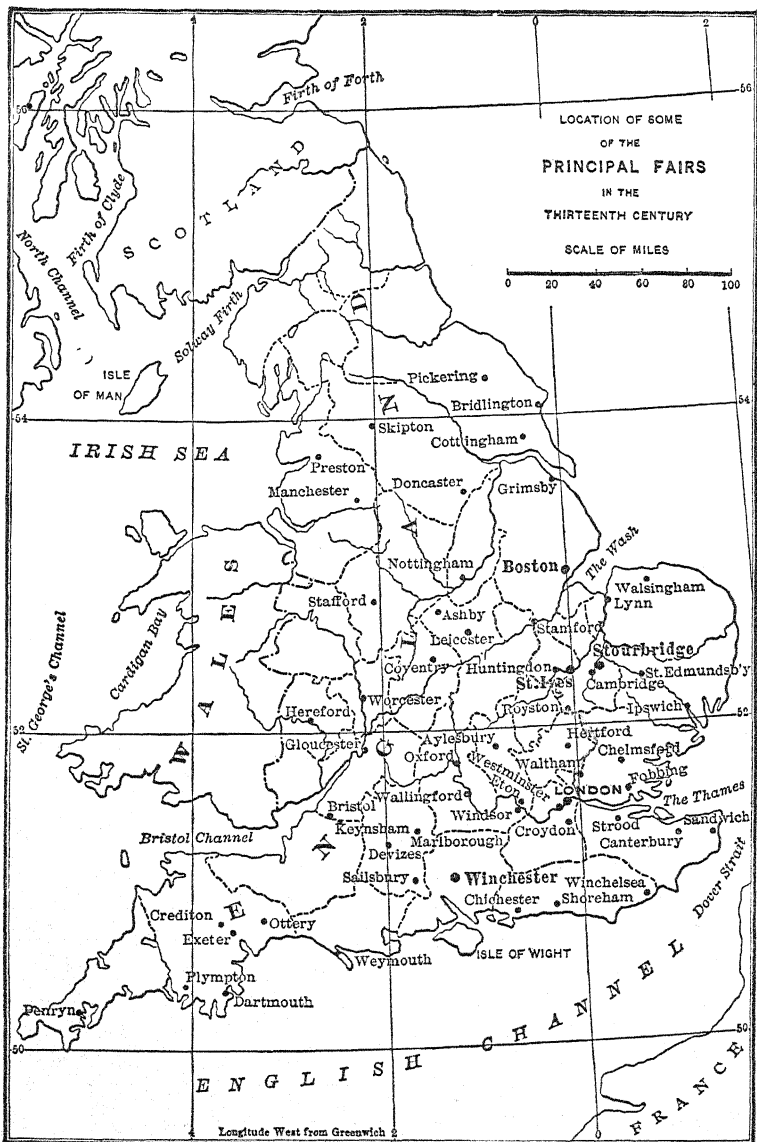 2
0
2
56
Firth of Forth
56
LOCATION OF SOME
OF THE
PRINCIPAL FAIRS
IN THE
THIRTEENTH CENTURY
SCALE OF MILES
0 20 40 60 80 100
SCOTLAND
Firth of Clyde
North Channel
Solway Firth
ISLE
OF MAN
ENGLAND
Pickering
Bridlington
54
54
Skipton
Cottingham
IRISH SEA
Preston
Doncaster
Grimsby
Manchester
Nottingham
Boston
The Wash
WALES
Walsingham
Lynn
Stafford
Ashby
Stamford
Leicester
Stourbridge
St. George's Channel
Cardigan Bay
Coventry
Huntingdon
St. Ives
Cambridge
St. Edmundsb'y
Worcester
Royston
Ipswich
52
52
Hereford
Gloucester
Aylesbury
Hertford
Oxford
Chelmsford
Westminster
Waltham
Fobbing
Eton
LONDON
The Thames
Wallingford
Windsor
Bristol
Bristol Channel
Keynsham
Marlborough
Croydon
Strood
Sandwich
Canterbury
Devizes
Sailsbury
Winchester
Winchelsea
Dover Strait
Chichester
Shoreham
Crediton
Exeter
Ottery
Weymouth
ISLE OF WIGHT
Plympton
Dartmouth
Penryn
50
50
ENGLISH CHANNEL
FRANCE
4
Longitude West from Greenwich 2
0